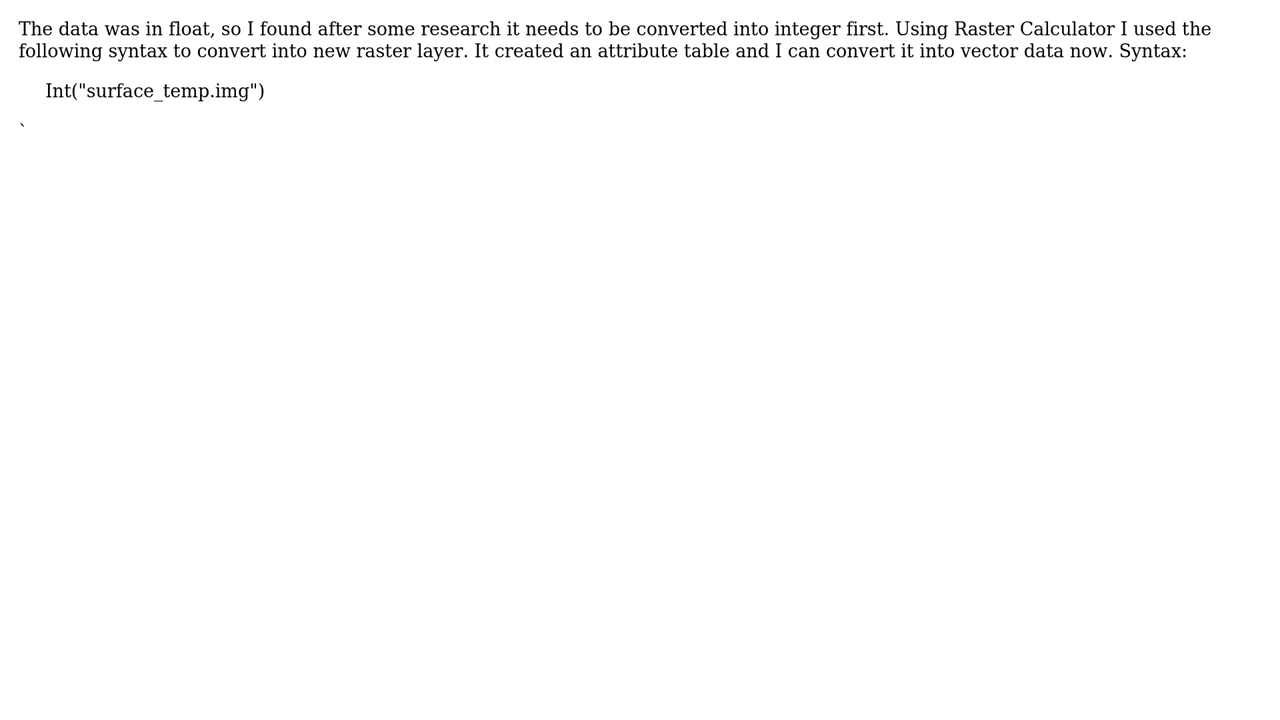 The data was in float, so I found after some research it needs to be converted into integer first. Using Raster Calculator I used the
following syntax to convert into new raster layer. It created an attribute table and I can convert it into vector data now. Syntax:
Int("surface_temp.img")
`